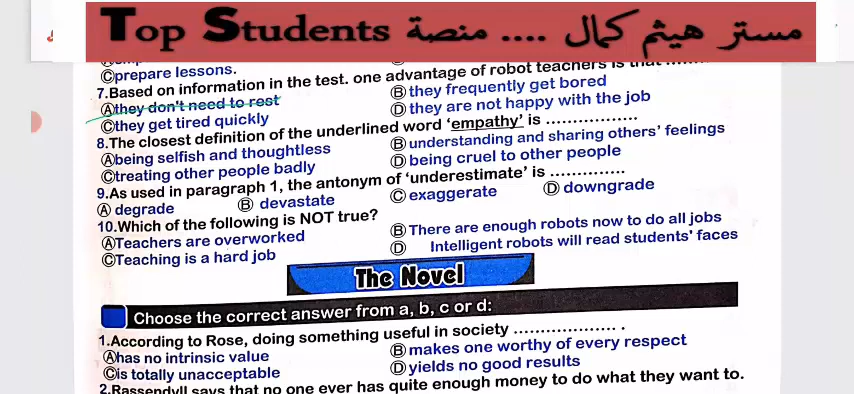 Top Students مستر هيثم كمال .... منصة
Ⓒprepare lessons.
7.Based on information in the test. one advantage of robot teachers is that ......
Ⓐthey don't need to rest Ⓑthey frequently get bored
Ⓒthey get tired quickly Ⓓthey are not happy with the job
8.The closest definition of the underlined word ‘empathy’ is .................
Ⓐbeing selfish and thoughtless Ⓑunderstanding and sharing others’ feelings
Ⓒtreating other people badly Ⓓbeing cruel to other people
9.As used in paragraph 1, the antonym of ‘underestimate’ is ..............
Ⓐ degrade Ⓑ devastate Ⓒ exaggerate Ⓓ downgrade
10.Which of the following is NOT true?
ⒶTeachers are overworked ⒷThere are enough robots now to do all jobs
ⒸTeaching is a hard job Ⓓ Intelligent robots will read students' faces
The Novel
Choose the correct answer from a, b, c or d:
1.According to Rose, doing something useful in society ................... .
Ⓐhas no intrinsic value Ⓑmakes one worthy of every respect
Ⓒis totally unacceptable Ⓓyields no good results
2.Rassendyll says that no one ever has quite enough money to do what they want to.